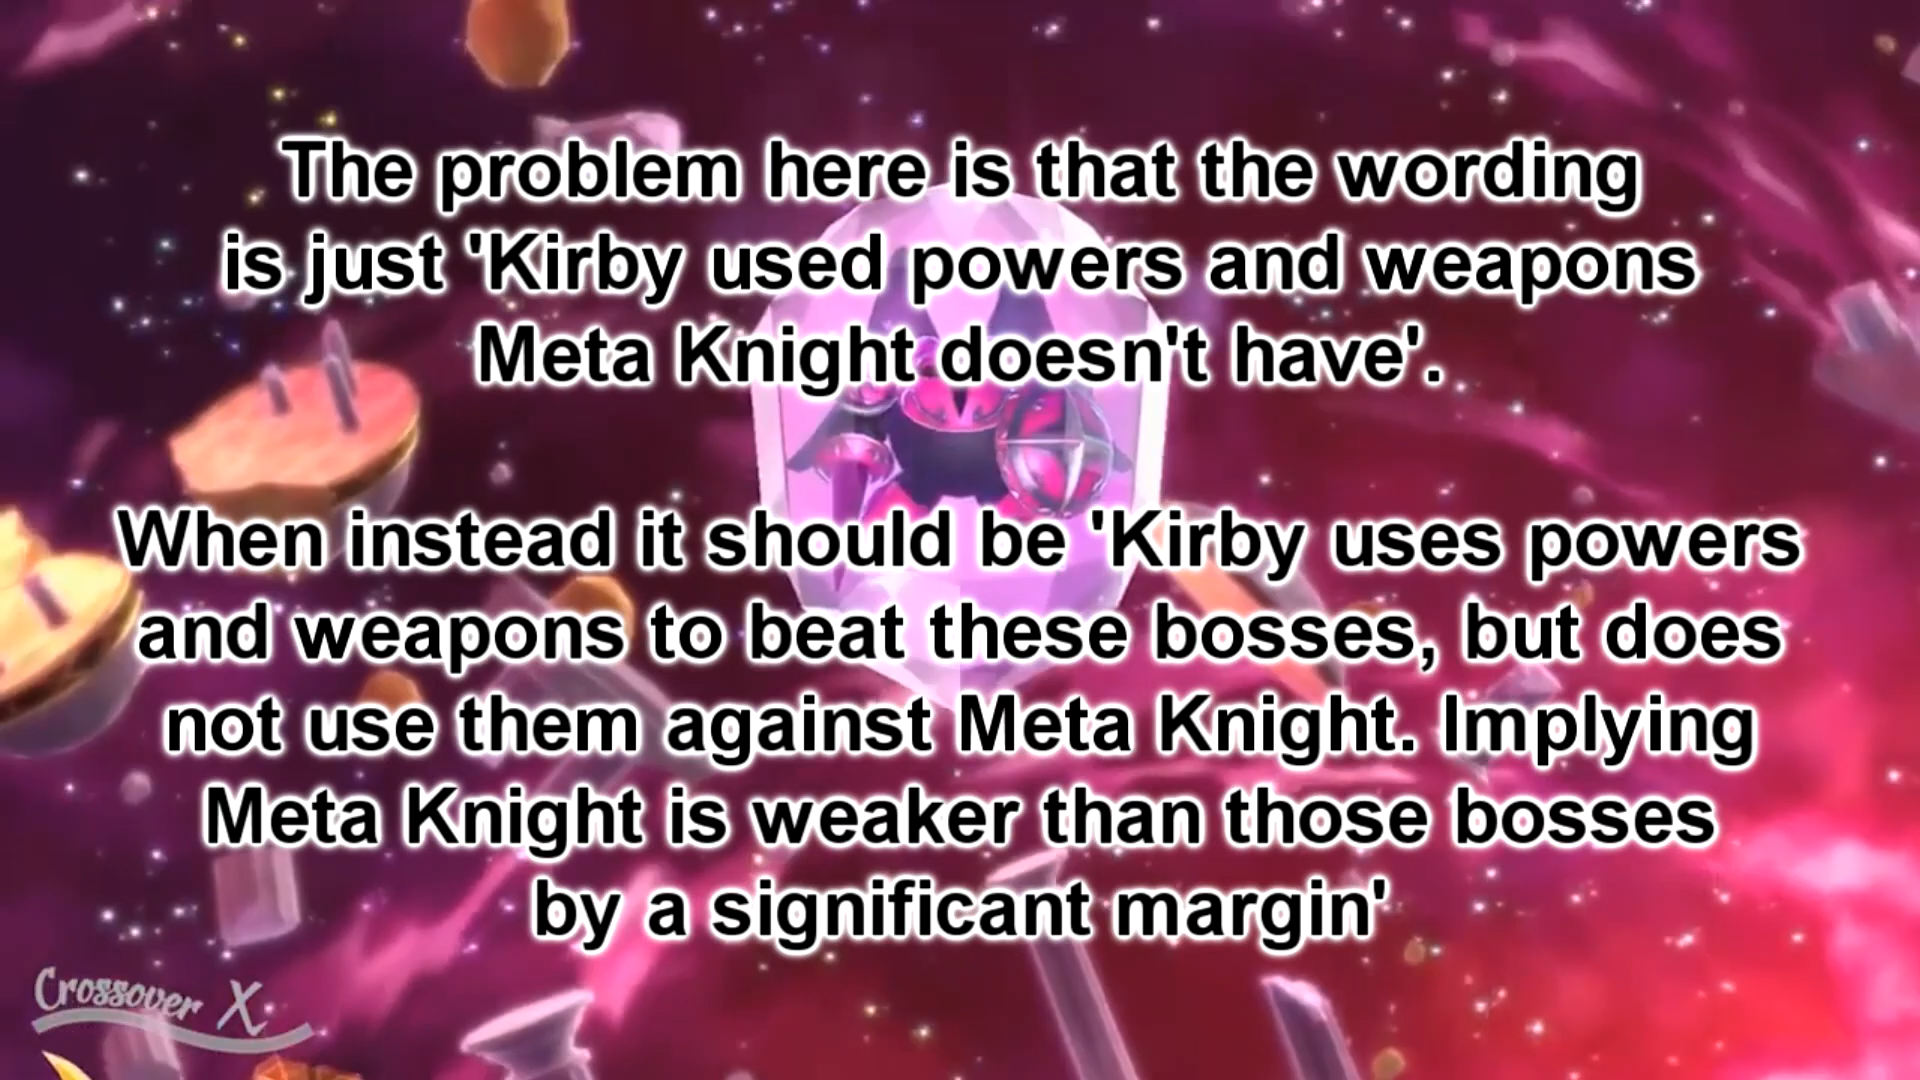 The problem here is that the wording
is just 'Kirby used powers and weapons
Meta Knight doesn't have'.
When instead it should be 'Kirby uses powers
and weapons to beat these bosses, but does
not use them against Meta Knight. Implying
Meta Knight is weaker than those bosses
by a significant margin'
Crossover X